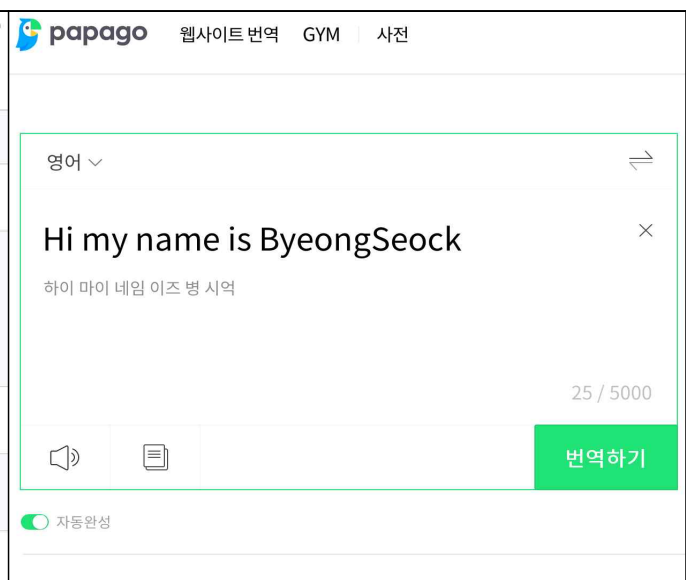 papago 웹사이트 번역 GYM 사전
영어
Hi my name is ByeongSeock
하이 마이 네임 이즈 병 시억
25 / 5000
번역하기
자동완성